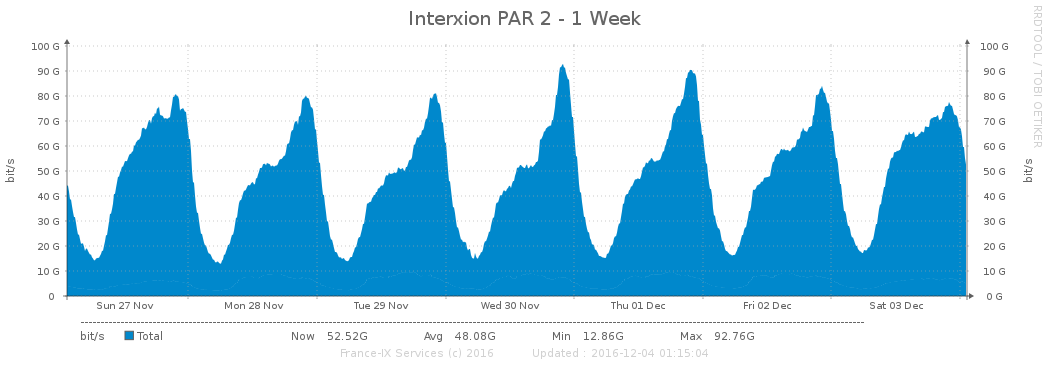 Interxion PAR 2 - 1 Week
RRDTOOL / TOBI OETIKER
bit/s
bit/s
100 G 100 G
90 G 90 G
80 G 80 G
70 G 70 G
60 G 60 G
50 G 50 G
40 G 40 G
30 G 30 G
20 G 20 G
10 G 10 G
0 0 G
Sun 27 Nov Mon 28 Nov Tue 29 Nov Wed 30 Nov Thu 01 Dec Fri 02 Dec Sat 03 Dec
bit/s Total Now 52.52G Avg 48.08G Min 12.86G Max 92.76G
France-IX Services (c) 2016 Updated : 2016-12-04 01:15:04